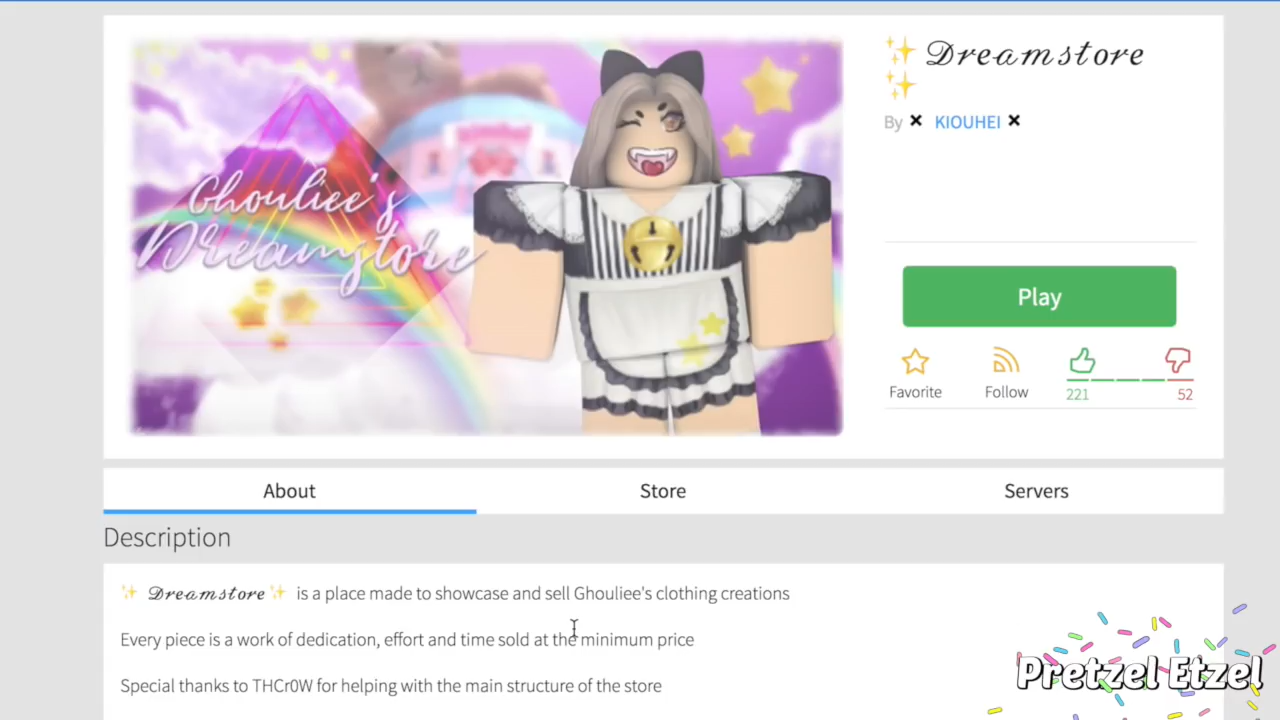 Ghouliee's
Dreamstore
✨ 𝒟𝓇𝑒𝒶𝓂𝓈𝓉𝑜𝓇𝑒
✨
By ✖ KIOUHEI ✖
Play
Favorite
Follow
221
52
About
Store
Servers
Description
✨ 𝒟𝓇𝑒𝒶𝓂𝓈𝓉𝑜𝓇𝑒✨ is a place made to showcase and sell Ghouliee's clothing creations
Every piece is a work of dedication, effort and time sold at the minimum price
Special thanks to THCr0W for helping with the main structure of the store
Pretzel Etzel